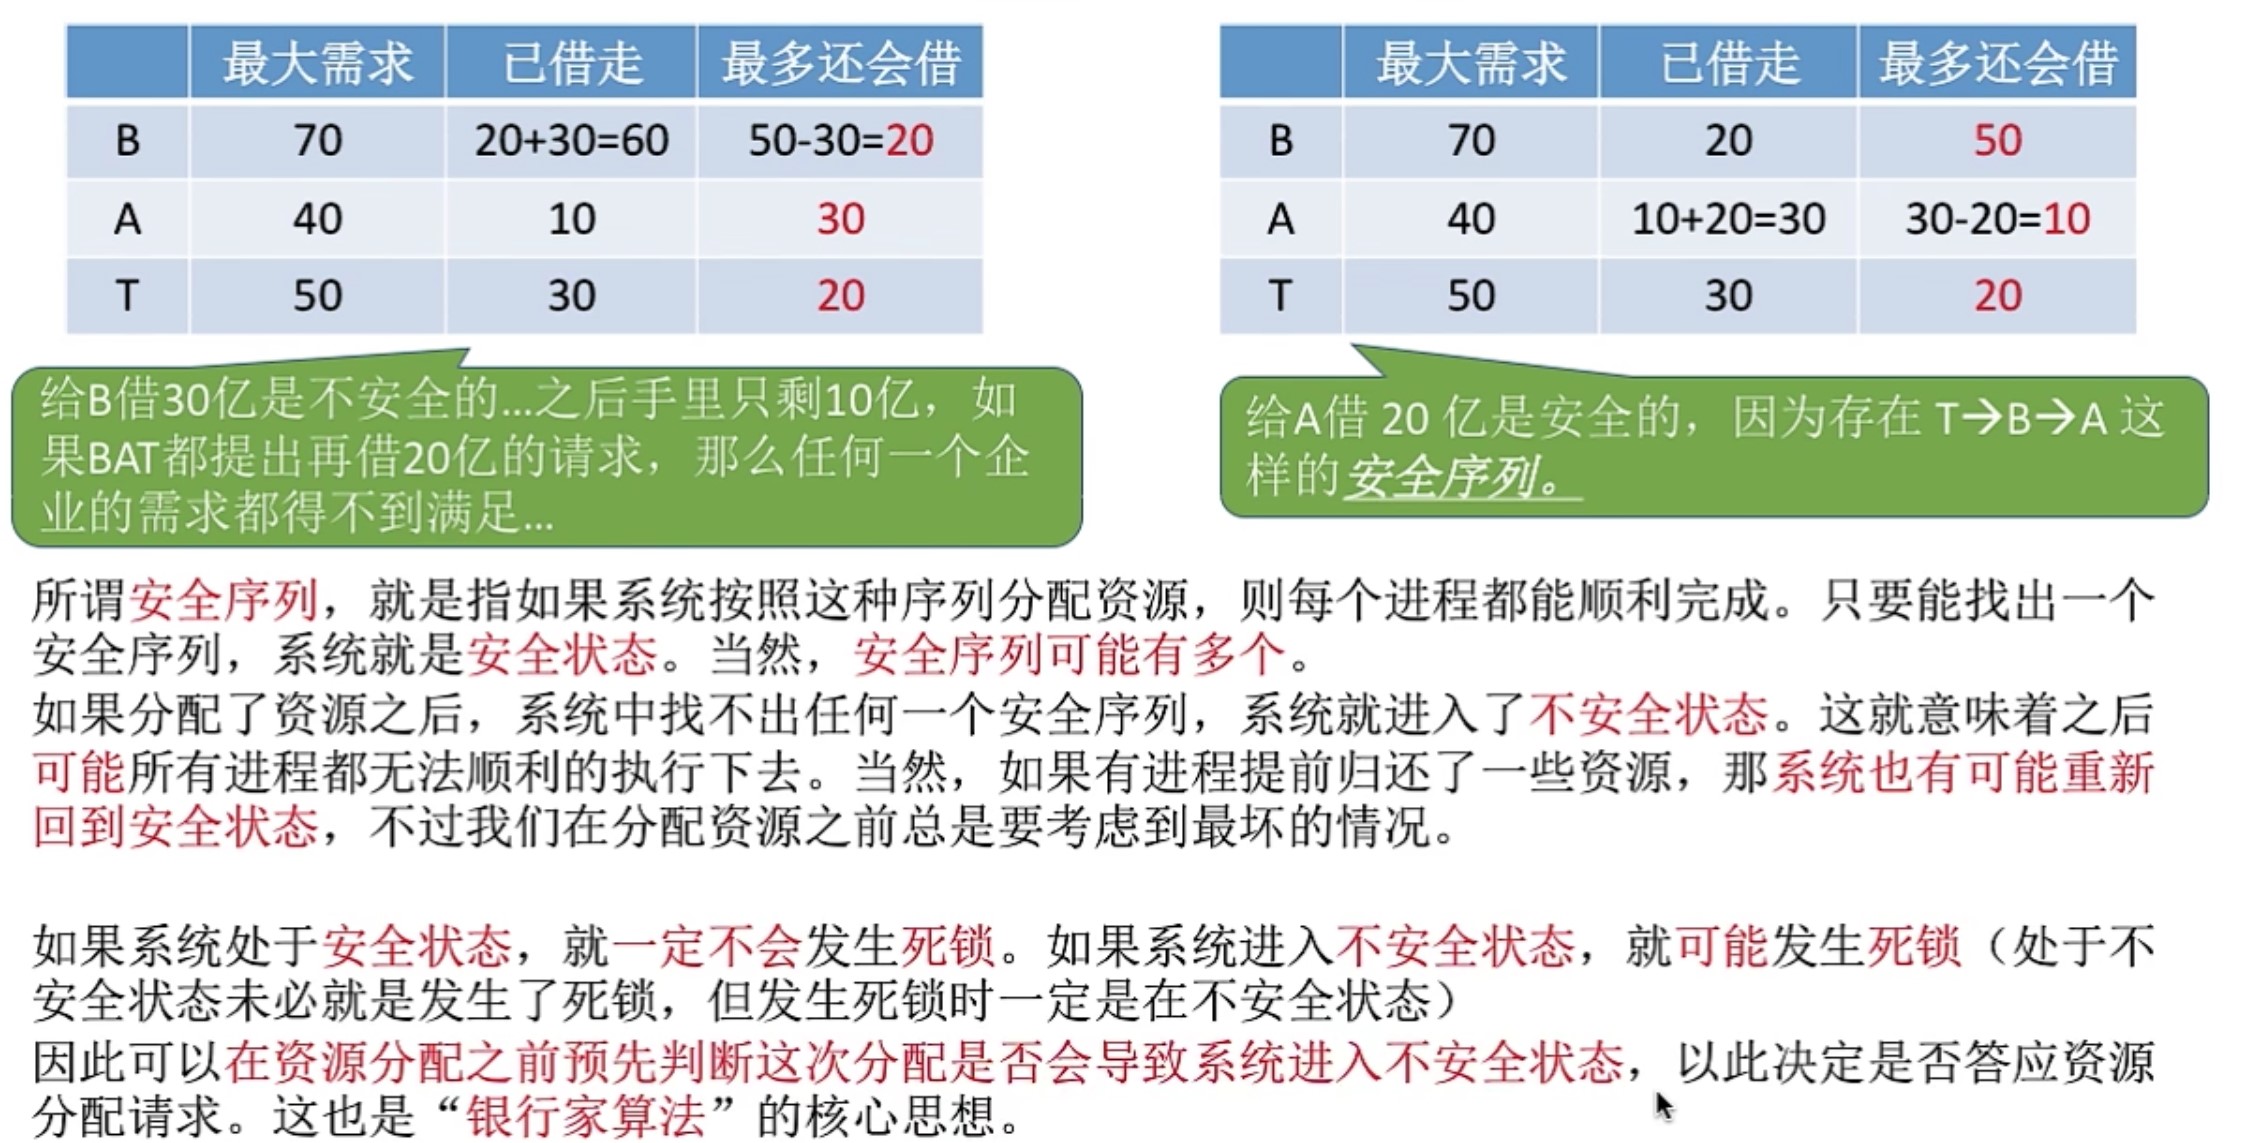 最大需求 已借走 最多还会借
B 70 20+30=60 50-30=20
A 40 10 30
T 50 30 20
最大需求 已借走 最多还会借
B 70 20 50
A 40 10+20=30 30-20=10
T 50 30 20
给B借30亿是不安全的...之后手里只剩10亿，如
果BAT都提出再借20亿的请求，那么任何一个企
业的需求都得不到满足...
给A借 20 亿是安全的，因为存在 T→B→A 这
样的安全序列。
所谓安全序列，就是指如果系统按照这种序列分配资源，则每个进程都能顺利完成。只要能找出一个
安全序列，系统就是安全状态。当然，安全序列可能有多个。
如果分配了资源之后，系统中找不出任何一个安全序列，系统就进入了不安全状态。这就意味着之后
可能所有进程都无法顺利的执行下去。当然，如果有进程提前归还了一些资源，那系统也有可能重新
回到安全状态，不过我们在分配资源之前总是要考虑到最坏的情况。
如果系统处于安全状态，就一定不会发生死锁。如果系统进入不安全状态，就可能发生死锁（处于不
安全状态未必就是发生了死锁，但发生死锁时一定是在不安全状态）
因此可以在资源分配之前预先判断这次分配是否会导致系统进入不安全状态，以此决定是否答应资源
分配请求。这也是“银行家算法”的核心思想。